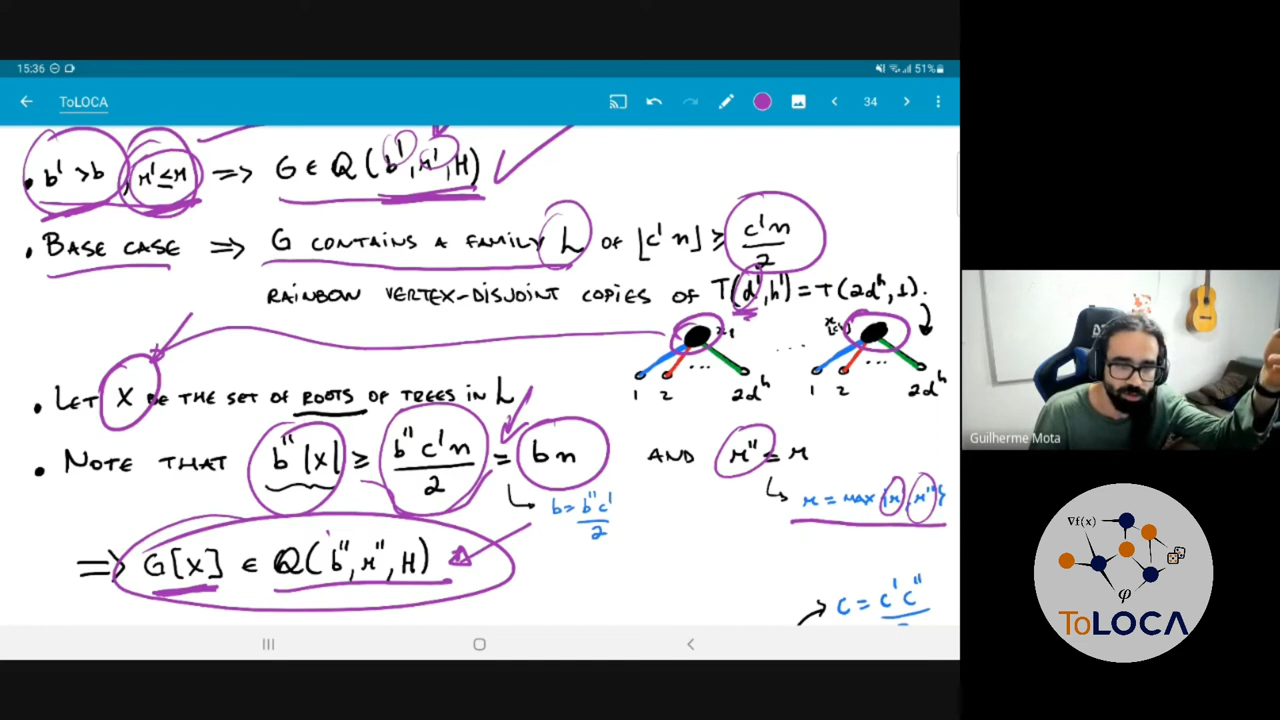 15:36
51%
ToLOCA
34
• b' > b, r' ≤ r ⟹ G ∈ Q(b', r', H)
• BASE CASE ⟹ G CONTAINS A FAMILY L OF ⌊c'n⌋ ≥ c'n/2
RAINBOW VERTEX-DISJOINT COPIES OF T(d', h') = T(2d^h, 1).
1 2 ... 2d^h ... 1 2 ... 2d^h
• LET X BE THE SET OF ROOTS OF TREES IN L
• NOTE THAT b''|X| ≥ b''c'n/2 = bn AND r'' ≤ r
b = b''c'/2
r = MAX{r', r''}
⟹ G[X] ∈ Q(b'', r'', H)
c = c'c''/2
Guilherme Mota
∇f(x)
φ
ToLOCA